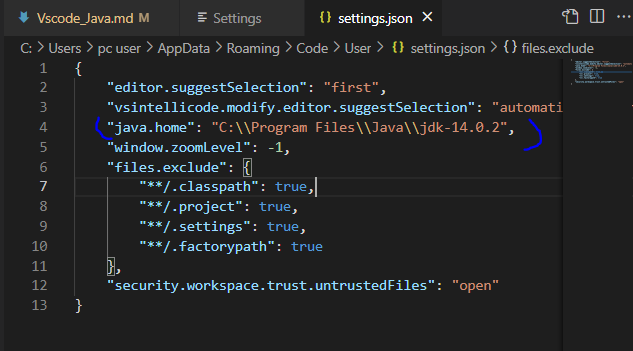 Vscode_Java.md Settings settings.json
C: > Users > pc user > AppData > Roaming > Code > User > {} settings.json > {} files.exclude
1 {
2 "editor.suggestSelection": "first",
3 "vsintellicode.modify.editor.suggestSelection": "automati
4 "java.home": "C:\\Program Files\\Java\\jdk-14.0.2",
5 "window.zoomLevel": -1,
6 "files.exclude": {
7 "**/.classpath": true,
8 "**/.project": true,
9 "**/.settings": true,
10 "**/.factorypath": true
11 },
12 "security.workspace.trust.untrustedFiles": "open"
13 }